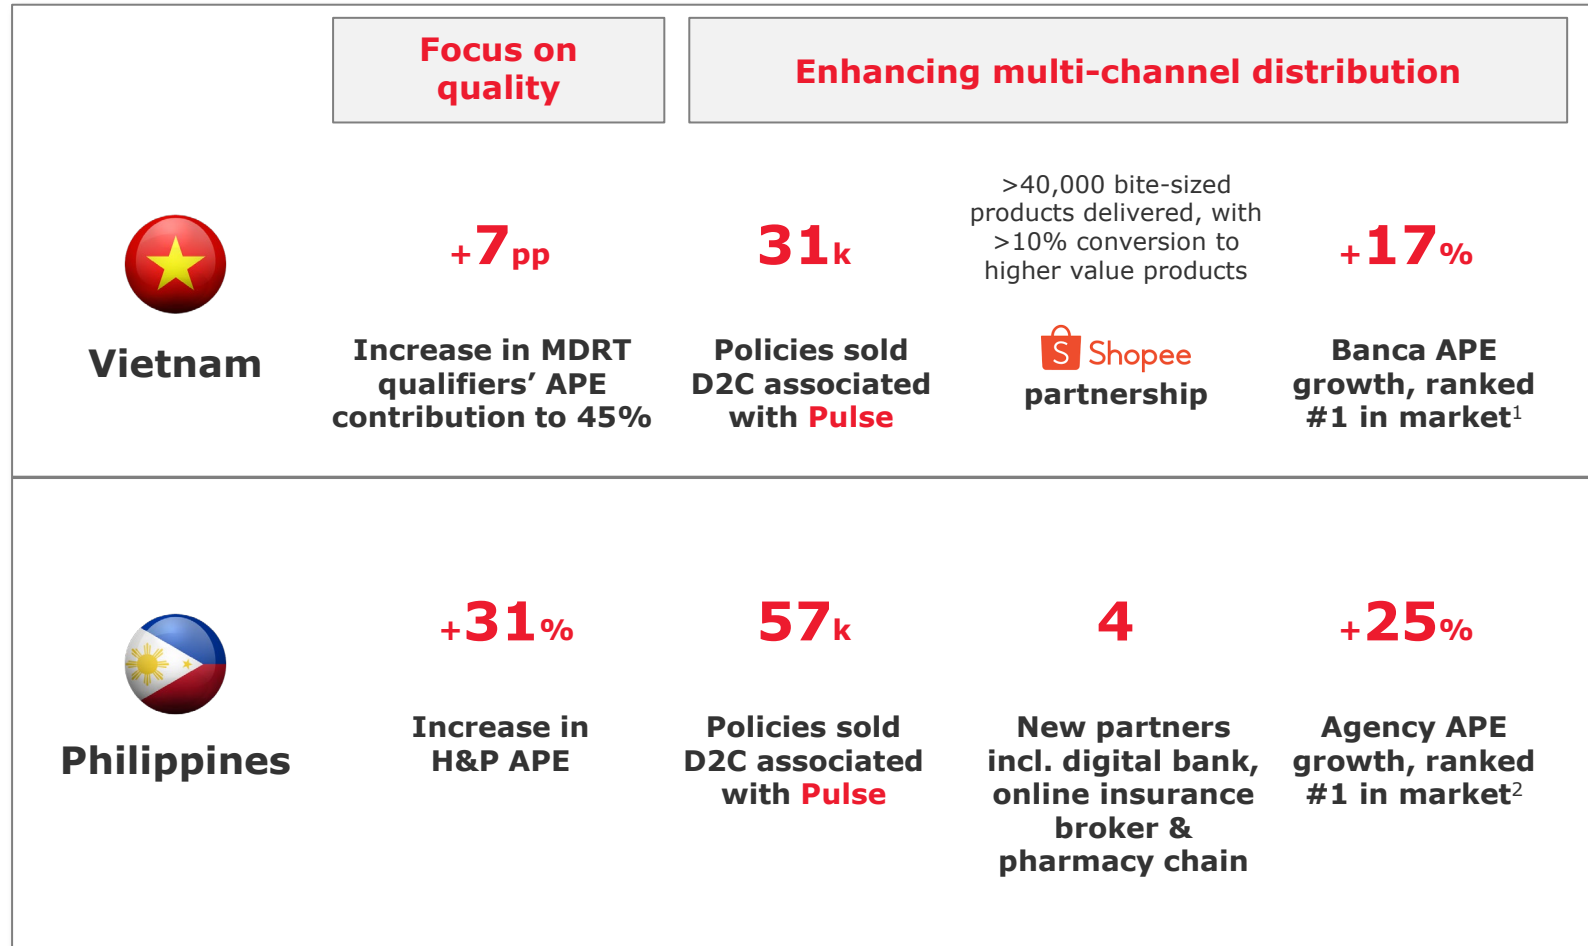 Focus on
quality
Enhancing multi-channel distribution
Vietnam
+7pp
Increase in MDRT
qualifiers’ APE
contribution to 45%
31k
Policies sold
D2C associated
with Pulse
>40,000 bite-sized
products delivered, with
>10% conversion to
higher value products
S Shopee
partnership
+17%
Banca APE
growth, ranked
#1 in market1
Philippines
+31%
Increase in
H&P APE
57k
Policies sold
D2C associated
with Pulse
4
New partners
incl. digital bank,
online insurance
broker &
pharmacy chain
+25%
Agency APE
growth, ranked
#1 in market2